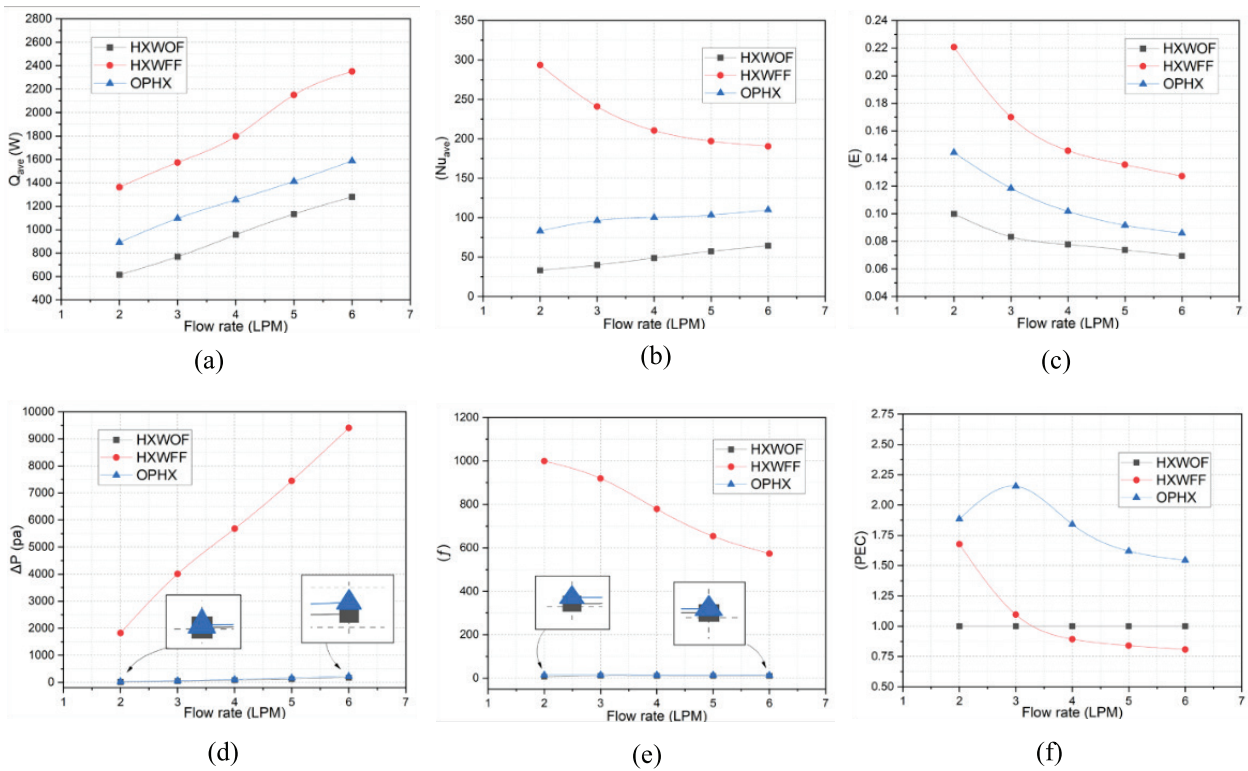 2800
2600
2400
2200
2000
1800
1600
1400
1200
1000
800
600
400
Q_ave (W)
HXWOF
HXWFF
OPHX
1 2 3 4 5 6 7
Flow rate (LPM)
(a)
350
300
250
200
150
100
50
0
(Nu_ave)
HXWOF
HXWFF
OPHX
1 2 3 4 5 6 7
Flow rate (LPM)
(b)
0.24
0.22
0.20
0.18
0.16
0.14
0.12
0.10
0.08
0.06
0.04
(E)
HXWOF
HXWFF
OPHX
1 2 3 4 5 6 7
Flow rate (LPM)
(c)
10000
9000
8000
7000
6000
5000
4000
3000
2000
1000
0
ΔP (pa)
HXWOF
HXWFF
OPHX
1 2 3 4 5 6 7
Flow rate (LPM)
(d)
1200
1000
800
600
400
200
0
(f)
HXWOF
HXWFF
OPHX
1 2 3 4 5 6 7
Flow rate (LPM)
(e)
2.75
2.50
2.25
2.00
1.75
1.50
1.25
1.00
0.75
0.50
(PEC)
HXWOF
HXWFF
OPHX
1 2 3 4 5 6 7
Flow rate (LPM)
(f)